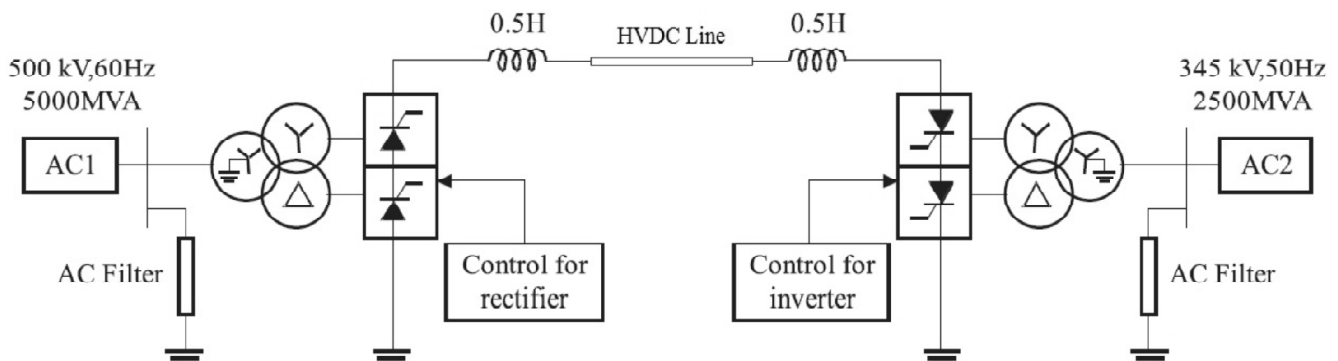 0.5H
HVDC Line
0.5H
500 kV,60Hz
5000MVA
345 kV,50Hz
2500MVA
AC1
AC2
AC Filter
Control for
rectifier
Control for
inverter
AC Filter